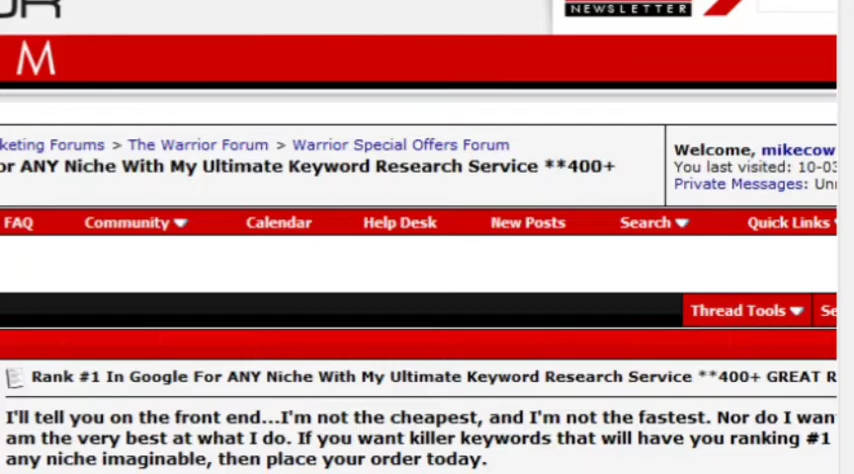 NEWSLETTER
M
keting Forums > The Warrior Forum > Warrior Special Offers Forum
or ANY Niche With My Ultimate Keyword Research Service **400+
Welcome, mikecow
You last visited: 10-03
Private Messages: Un
FAQ Community Calendar Help Desk New Posts Search Quick Links
Thread Tools Se
Rank #1 In Google For ANY Niche With My Ultimate Keyword Research Service **400+ GREAT R
I'll tell you on the front end...I'm not the cheapest, and I'm not the fastest. Nor do I wan
am the very best at what I do. If you want killer keywords that will have you ranking #1
any niche imaginable, then place your order today.